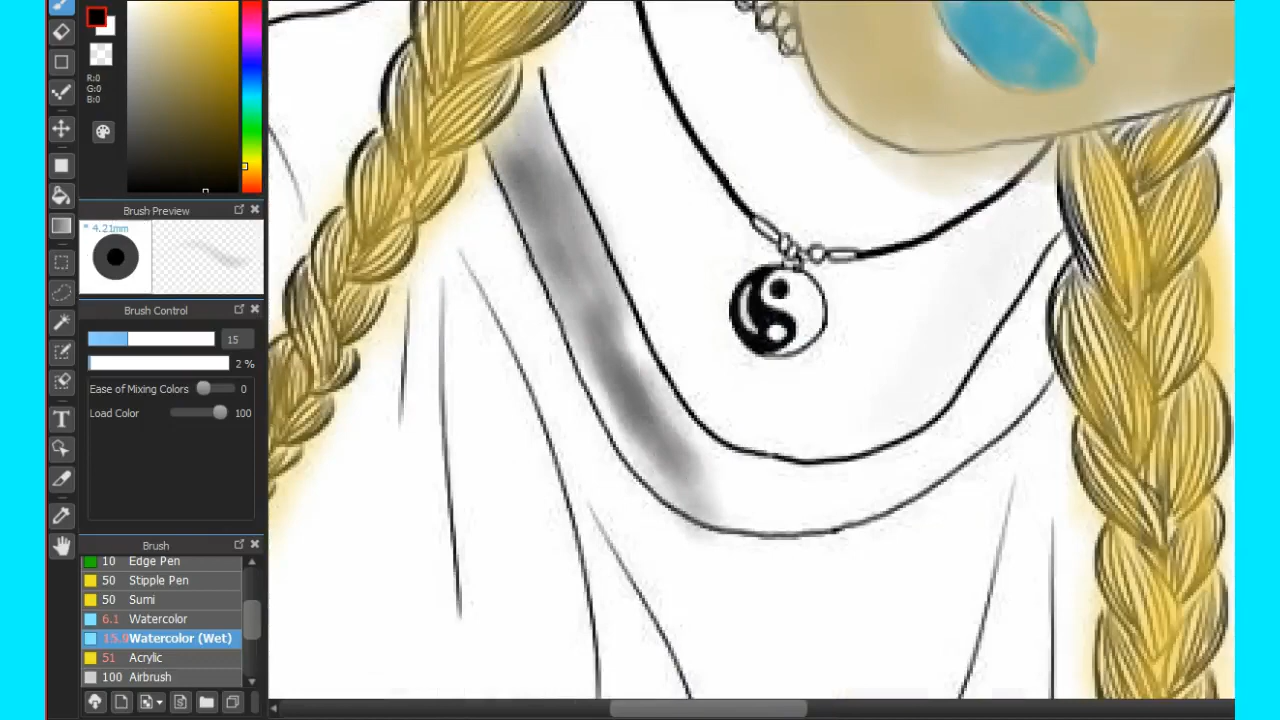 R:0
G:0
B:0
Brush Preview
* 4.21mm
Brush Control
15
2 %
Ease of Mixing Colors 0
Load Color 100
Brush
10 Edge Pen
50 Stipple Pen
50 Sumi
6.1 Watercolor
15.9 Watercolor (Wet)
51 Acrylic
100 Airbrush
T
S